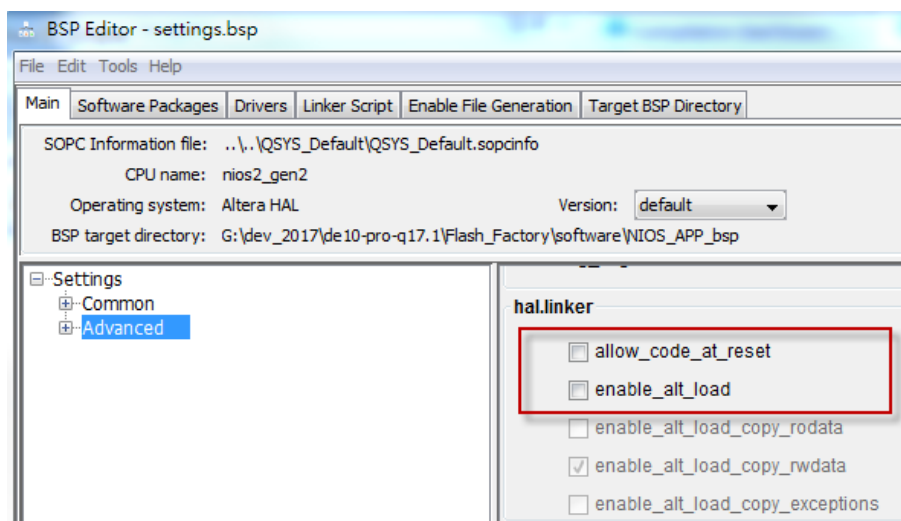 BSP Editor - settings.bsp
File Edit Tools Help
Main Software Packages Drivers Linker Script Enable File Generation Target BSP Directory
SOPC Information file: ..\..\QSYS_Default\QSYS_Default.sopcinfo
CPU name: nios2_gen2
Operating system: Altera HAL Version: default
BSP target directory: G:\dev_2017\de10-pro-q17.1\Flash_Factory\software\NIOS_APP_bsp
Settings
Common
Advanced
hal.linker
allow_code_at_reset
enable_alt_load
enable_alt_load_copy_rodata
enable_alt_load_copy_rwdata
enable_alt_load_copy_exceptions